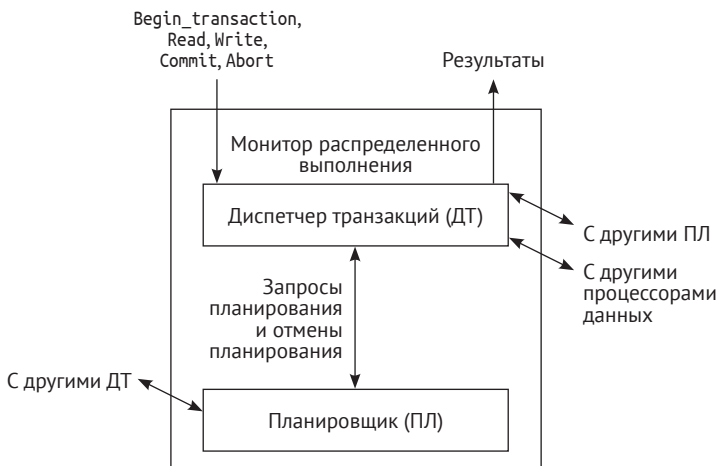 Begin_transaction,
Read, Write,
Commit, Abort
Результаты
Монитор распределенного
выполнения
Диспетчер транзакций (ДТ)
С другими ПЛ
С другими
процессорами
данных
Запросы
планирования
и отмены
планирования
С другими ДТ
Планировщик (ПЛ)